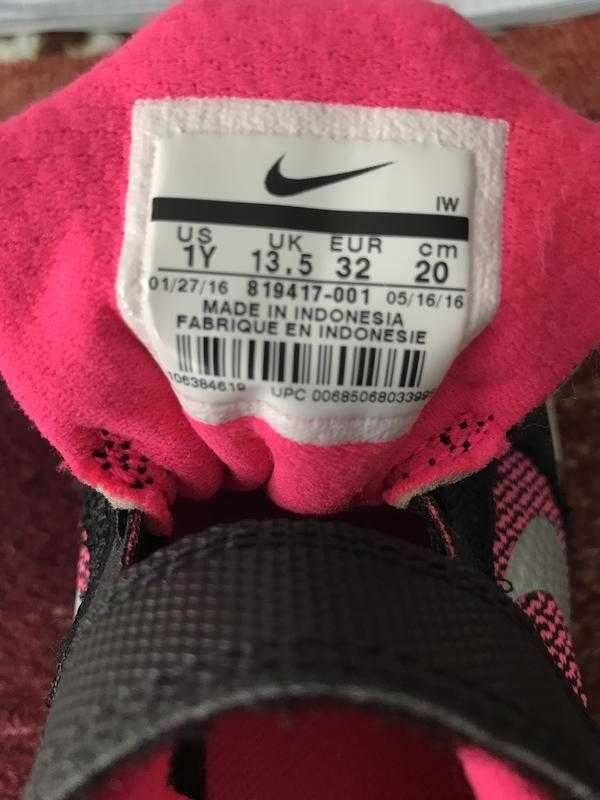 IW
US UK EUR cm
1Y 13.5 32 20
01/27/16 819417-001 05/16/16
MADE IN INDONESIA
FABRIQUE EN INDONESIE
106384619 UPC 00685068033995